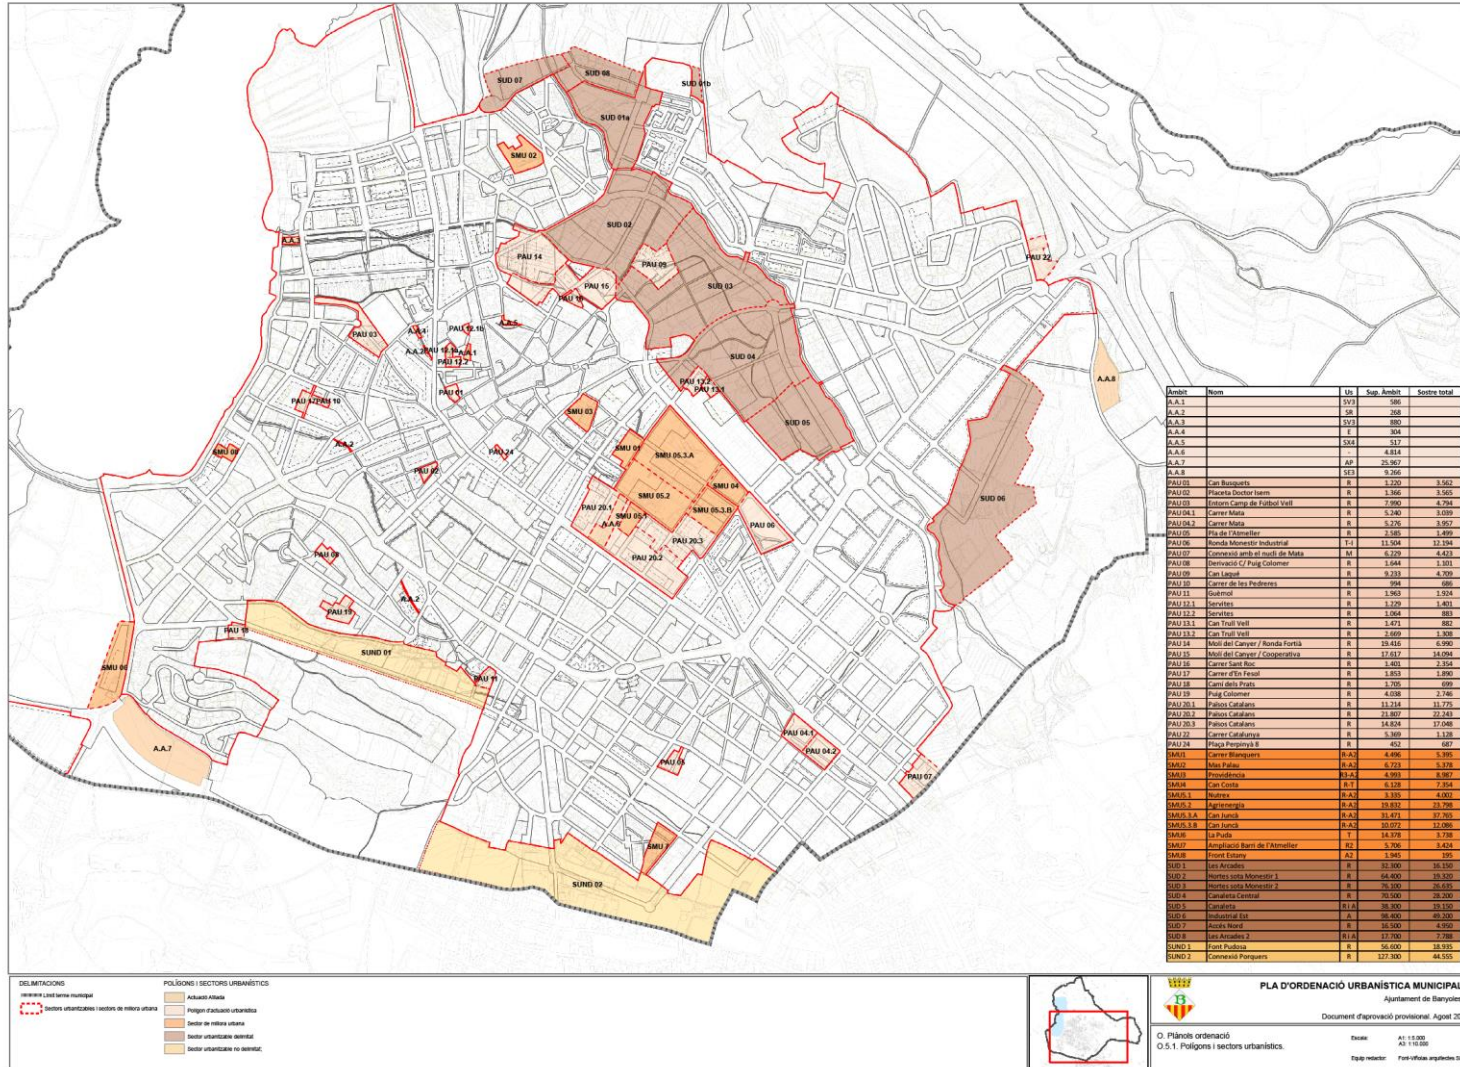 SUD 07
SUD 08
SUD 01b
SUD 01a
SMU 02
SUD 02
A.A.3
PAU 14
PAU 09
PAU 22
PAU 15
SUD 03
PAU 16
A.A.5
A.A.4
PAU 12.1b
PAU 03
PAU 12.1a
A.A.1
PAU 12.2
SUD 04
A.A.8
PAU 13.2
PAU 13.1
PAU 01
PAU 17
PAU 10
SMU 03
SUD 05
A.A.2
SMU 01
SMU 05.3.A
PAU 24
PAU 02
SMU 04
SMU 05.2
SUD 06
PAU 20.1
SMU 05.1
SMU 05.3.B
A.A.6
PAU 06
PAU 20.3
PAU 20.2
A.A.2
PAU 19
PAU 18
SUND 01
SMU 06
PAU 11
A.A.7
PAU 04.1
PAU 04.2
PAU 07
SMU 7
SUND 02
Àmbit Nom Us Sup. Àmbit Sostre total
A.A.1 SV3 586
A.A.2 SR 268
A.A.3 SV3 880
A.A.4 E 304
A.A.5 SX4 517
A.A.6 - 4.814
A.A.7 AP 25.967
A.A.8 SE3 9.266
PAU 01 Can Busquets R 1.220 3.562
PAU 02 Placeta Doctor Isern R 1.366 3.565
PAU 03 Entorn Camp de Fútbol Vell R 7.990 4.794
PAU 04.1 Carrer Mata R 5.240 3.039
PAU 04.2 Carrer Mata R 5.276 3.957
PAU 05 Pla de l'Atmeller R 2.585 1.499
PAU 06 Ronda Monestir Industrial T-I 11.504 12.194
PAU 07 Connexió amb el nucli de Mata M 6.229 4.423
PAU 08 Derivació C/ Puig Colomer R 1.644 1.101
PAU 09 Can Laqué R 9.233 4.709
PAU 10 Carrer de les Pedreres R 994 686
PAU 11 Guèmol R 1.963 1.924
PAU 12.1 Servites R 1.229 1.401
PAU 12.2 Servites R 1.064 883
PAU 13.1 Can Trull Vell R 1.471 882
PAU 13.2 Can Trull Vell R 2.669 1.308
PAU 14 Molí del Canyer / Ronda Fortià R 19.416 6.990
PAU 15 Molí del Canyer / Cooperativa R 17.617 14.094
PAU 16 Carrer Sant Roc R 1.401 2.354
PAU 17 Carrer d'En Fesol R 1.853 1.890
PAU 18 Camí dels Prats R 1.705 699
PAU 19 Puig Colomer R 4.038 2.746
PAU 20.1 Països Catalans R 11.214 11.775
PAU 20.2 Països Catalans R 21.807 22.243
PAU 20.3 Països Catalans R 14.824 17.048
PAU 22 Carrer Catalunya R 5.369 1.128
PAU 24 Plaça Perpinyà 8 R 452 687
SMU1 Carrer Blanquers R-A2 4.496 5.395
SMU2 Mas Palau R-A2 6.723 5.378
SMU3 Providència R3-A2 4.993 8.987
SMU4 Can Costa R-T 6.128 7.354
SMU5.1 Nutrex R-A2 3.335 4.002
SMU5.2 Agrienergia R-A2 19.832 23.798
SMU5.3.A Can Juncà R-A2 31.471 37.765
SMU5.3.B Can Juncà R-A2 10.072 12.086
SMU6 La Puda T 14.378 3.738
SMU7 Ampliació Barri de l'Atmeller R2 5.706 3.424
SMU8 Front Estany A2 1.945 195
SUD 1 Les Arcades R 32.300 16.150
SUD 2 Hortes sota Monestir 1 R 64.400 19.320
SUD 3 Hortes sota Monestir 2 R 76.100 26.635
SUD 4 Canaleta Central R 70.500 28.200
SUD 5 Canaleta R i A 38.300 19.150
SUD 6 Industrial Est A 98.400 49.200
SUD 7 Accés Nord R 16.500 4.950
SUD 8 Les Arcades 2 R i A 17.700 7.788
SUND 1 Font Pudosa R 56.600 18.935
SUND 2 Connexió Porqueres R 127.300 44.555
DELIMITACIONS
Límit terme municipal
Sectors urbanitzables i sectors de millora urbana
POLÍGONS I SECTORS URBANÍSTICS
Actuació Aïllada
Polígon d'actuació urbanística
Sector de millora urbana
Sector urbanitzable delimitat
Sector urbanitzable no delimitat
PLA D'ORDENACIÓ URBANÍSTICA MUNICIPAL
Ajuntament de Banyoles
Document d'aprovació provisional. Agost 20
O. Plànols ordenació
O.5.1. Polígons i sectors urbanístics.
Escala: A1: 1:5.000
A3: 1:10.000
Equip redactor: